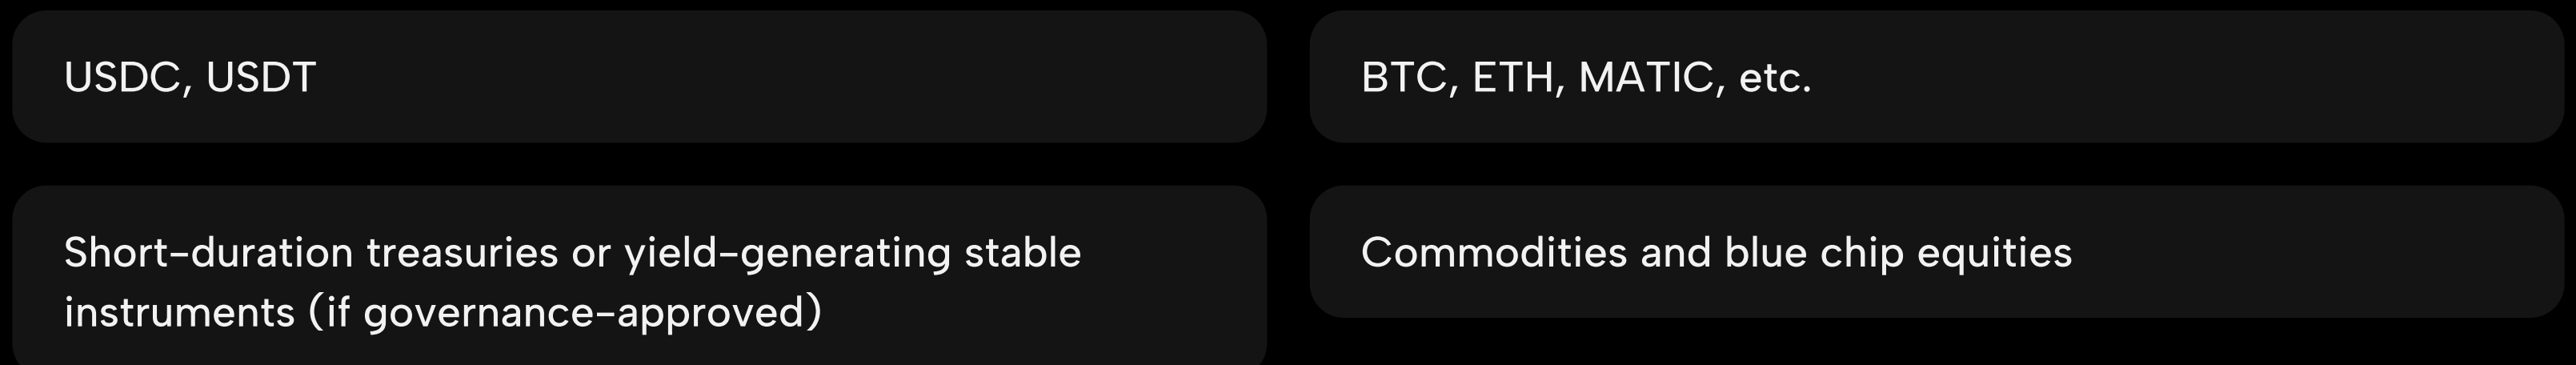 USDC, USDT
BTC, ETH, MATIC, etc.
Short-duration treasuries or yield-generating stable
instruments (if governance-approved)
Commodities and blue chip equities